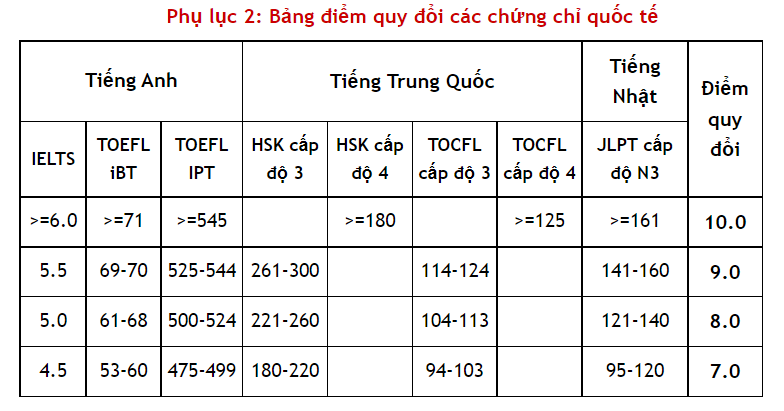 Phụ lục 2: Bảng điểm quy đổi các chứng chỉ quốc tế
Tiếng Anh Tiếng Trung Quốc Tiếng Nhật Điểm quy đổi
IELTS TOEFL iBT TOEFL IPT HSK cấp độ 3 HSK cấp độ 4 TOCFL cấp độ 3 TOCFL cấp độ 4 JLPT cấp độ N3
>=6.0 >=71 >=545 >=180 >=125 >=161 10.0
5.5 69-70 525-544 261-300 114-124 141-160 9.0
5.0 61-68 500-524 221-260 104-113 121-140 8.0
4.5 53-60 475-499 180-220 94-103 95-120 7.0